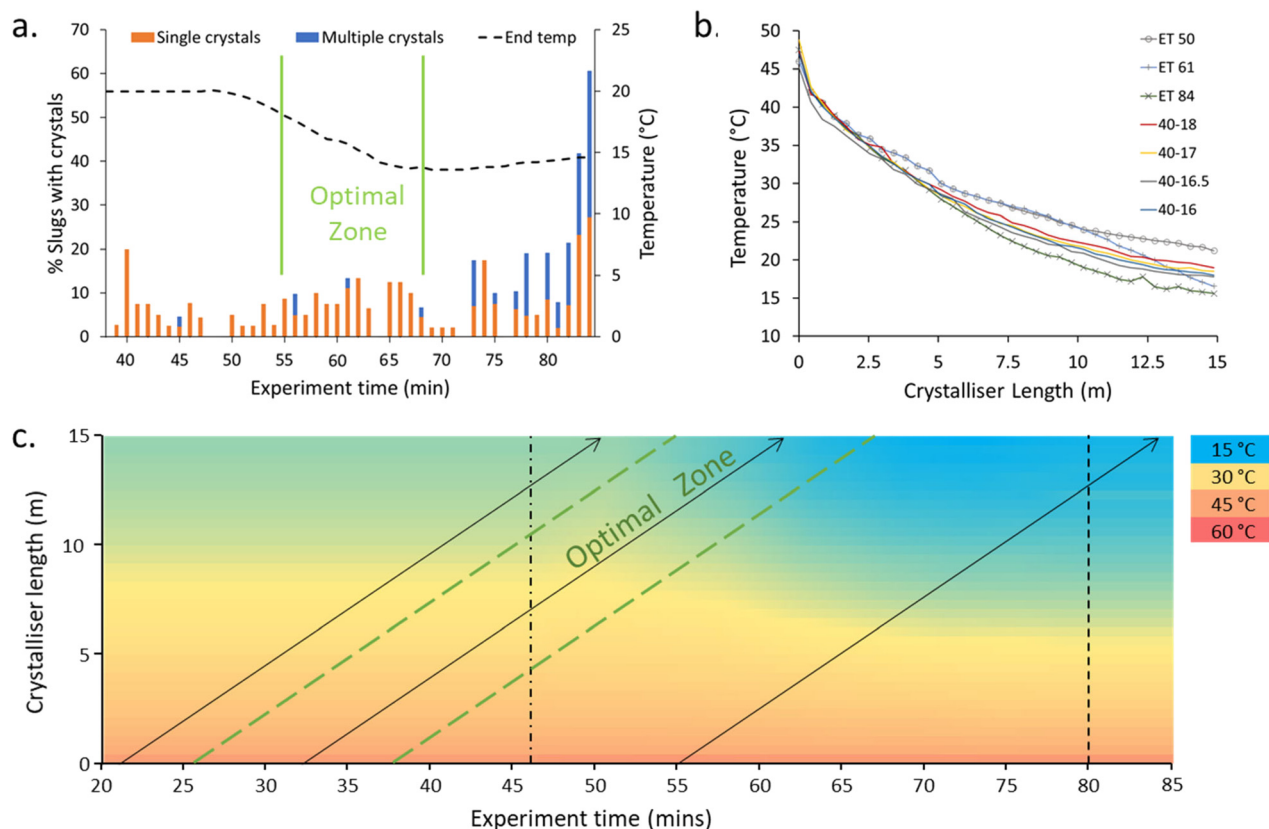 a.
Single crystals
Multiple crystals
End temp
% Slugs with crystals
70
60
50
40
30
20
10
0
25
20
15
10
5
0
Temperature (°C)
Optimal
Zone
40 45 50 55 60 65 70 75 80
Experiment time (min)
b.
Temperature (°C)
50
45
40
35
30
25
20
15
10
0 2.5 5 7.5 10 12.5 15
Crystalliser Length (m)
ET 50
ET 61
ET 84
40-18
40-17
40-16.5
40-16
c.
Crystalliser length (m)
15
10
5
0
Optimal Zone
20 25 30 35 40 45 50 55 60 65 70 75 80 85
Experiment time (mins)
15 °C
30 °C
45 °C
60 °C